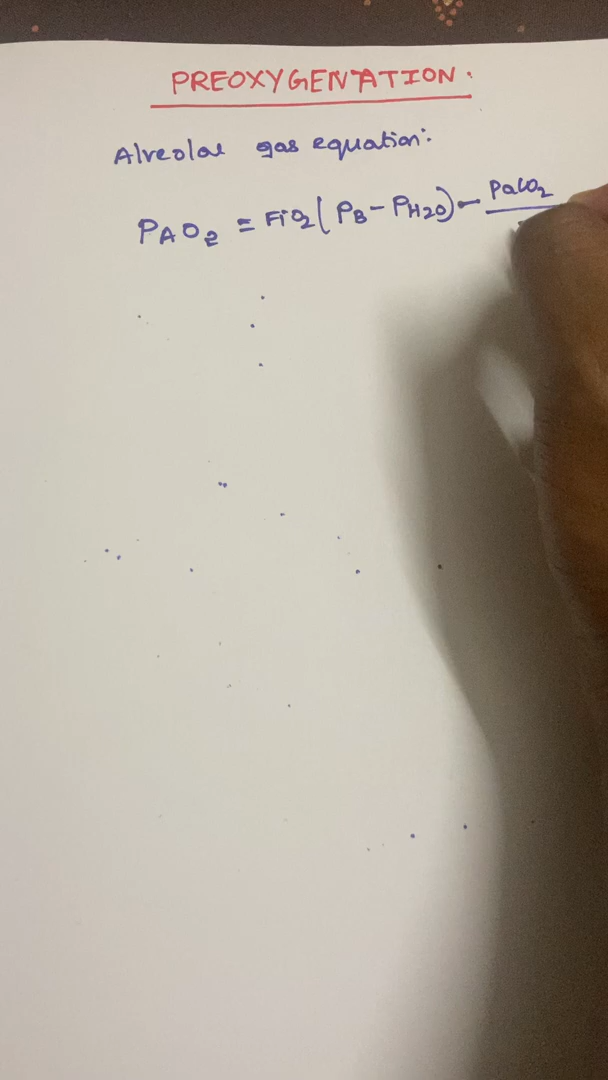 PREOXYGENATION.
Alveolar gas equation:
PAO2 = FiO2 (PB - PH2O) - PaCO2